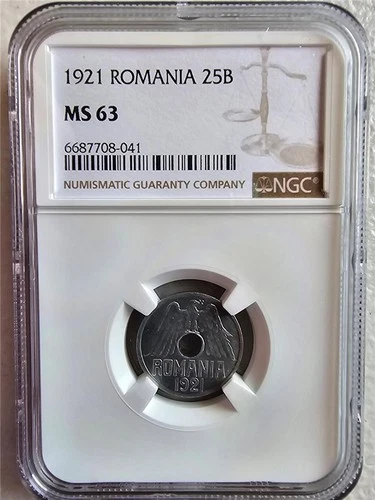 1921 ROMANIA 25B
MS 63
6687708-041
NUMISMATIC GUARANTY COMPANY NGC®
ROMANIA
1921